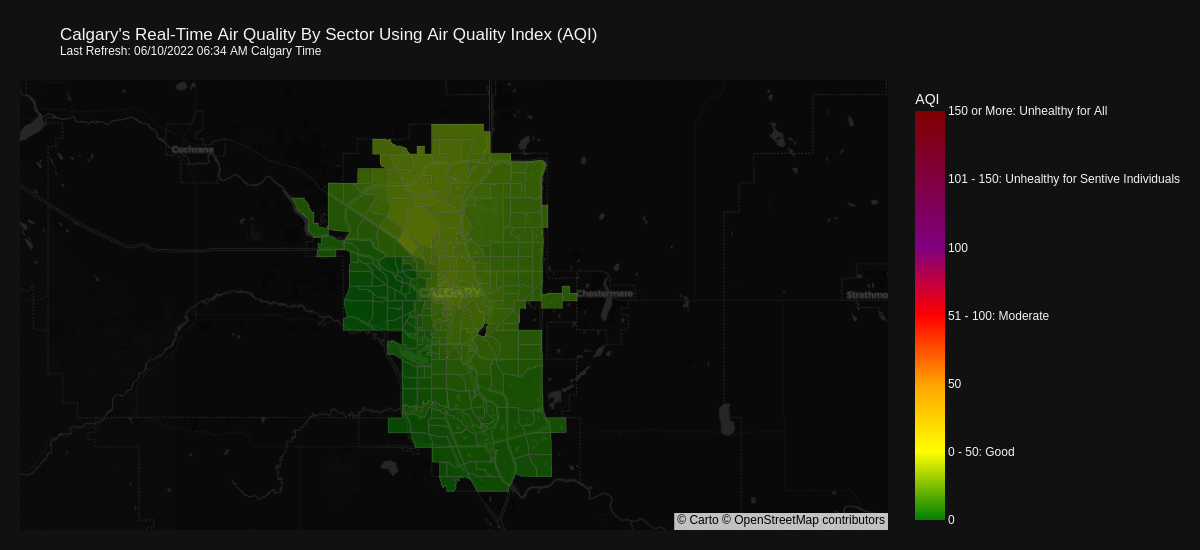 Calgary's Real-Time Air Quality By Sector Using Air Quality Index (AQI)
Last Refresh: 06/10/2022 06:34 AM Calgary Time
AQI
150 or More: Unhealthy for All
101 - 150: Unhealthy for Sentive Individuals
100
51 - 100: Moderate
50
0 - 50: Good
0
Cochrane
CALGARY
Chestermere
Strathmo
© Carto © OpenStreetMap contributors